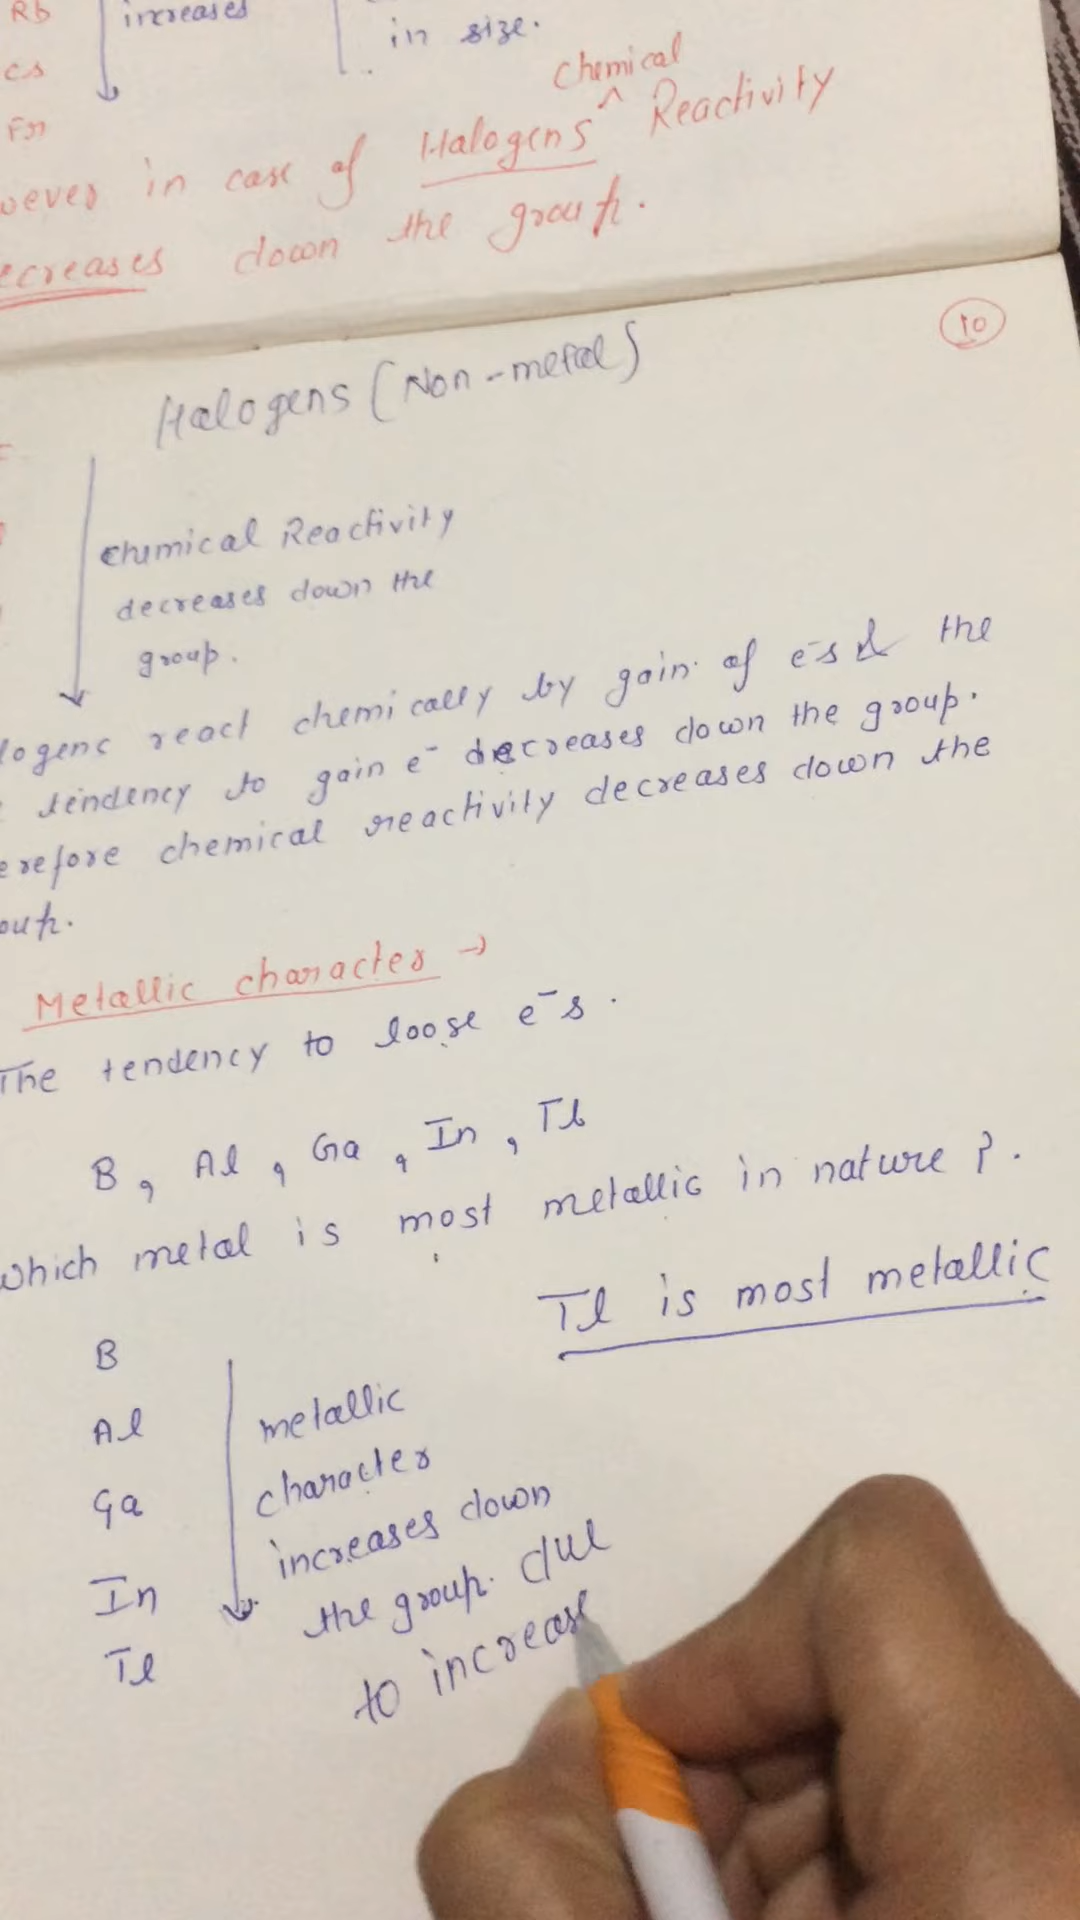 Rb increases
in size.
Cs
Fr
Chemical
in case of Halogens ^ Reactivity
ecreases down the group.
10
Halogens (Non-metal)
Chemical Reactivity
decreases down the
group.
logens react chemically by gain of e⁻s & the
tendency to gain e⁻ decreases down the group.
erefore chemical reactivity decreases down the
oup.
Metallic character →
The tendency to loose e⁻s.
B, Al, Ga, In, Tl
which metal is most metallic in nature ?.
Tl is most metallic
B
Al metallic
Ga character
In increases down
Tl the group. due
to increase